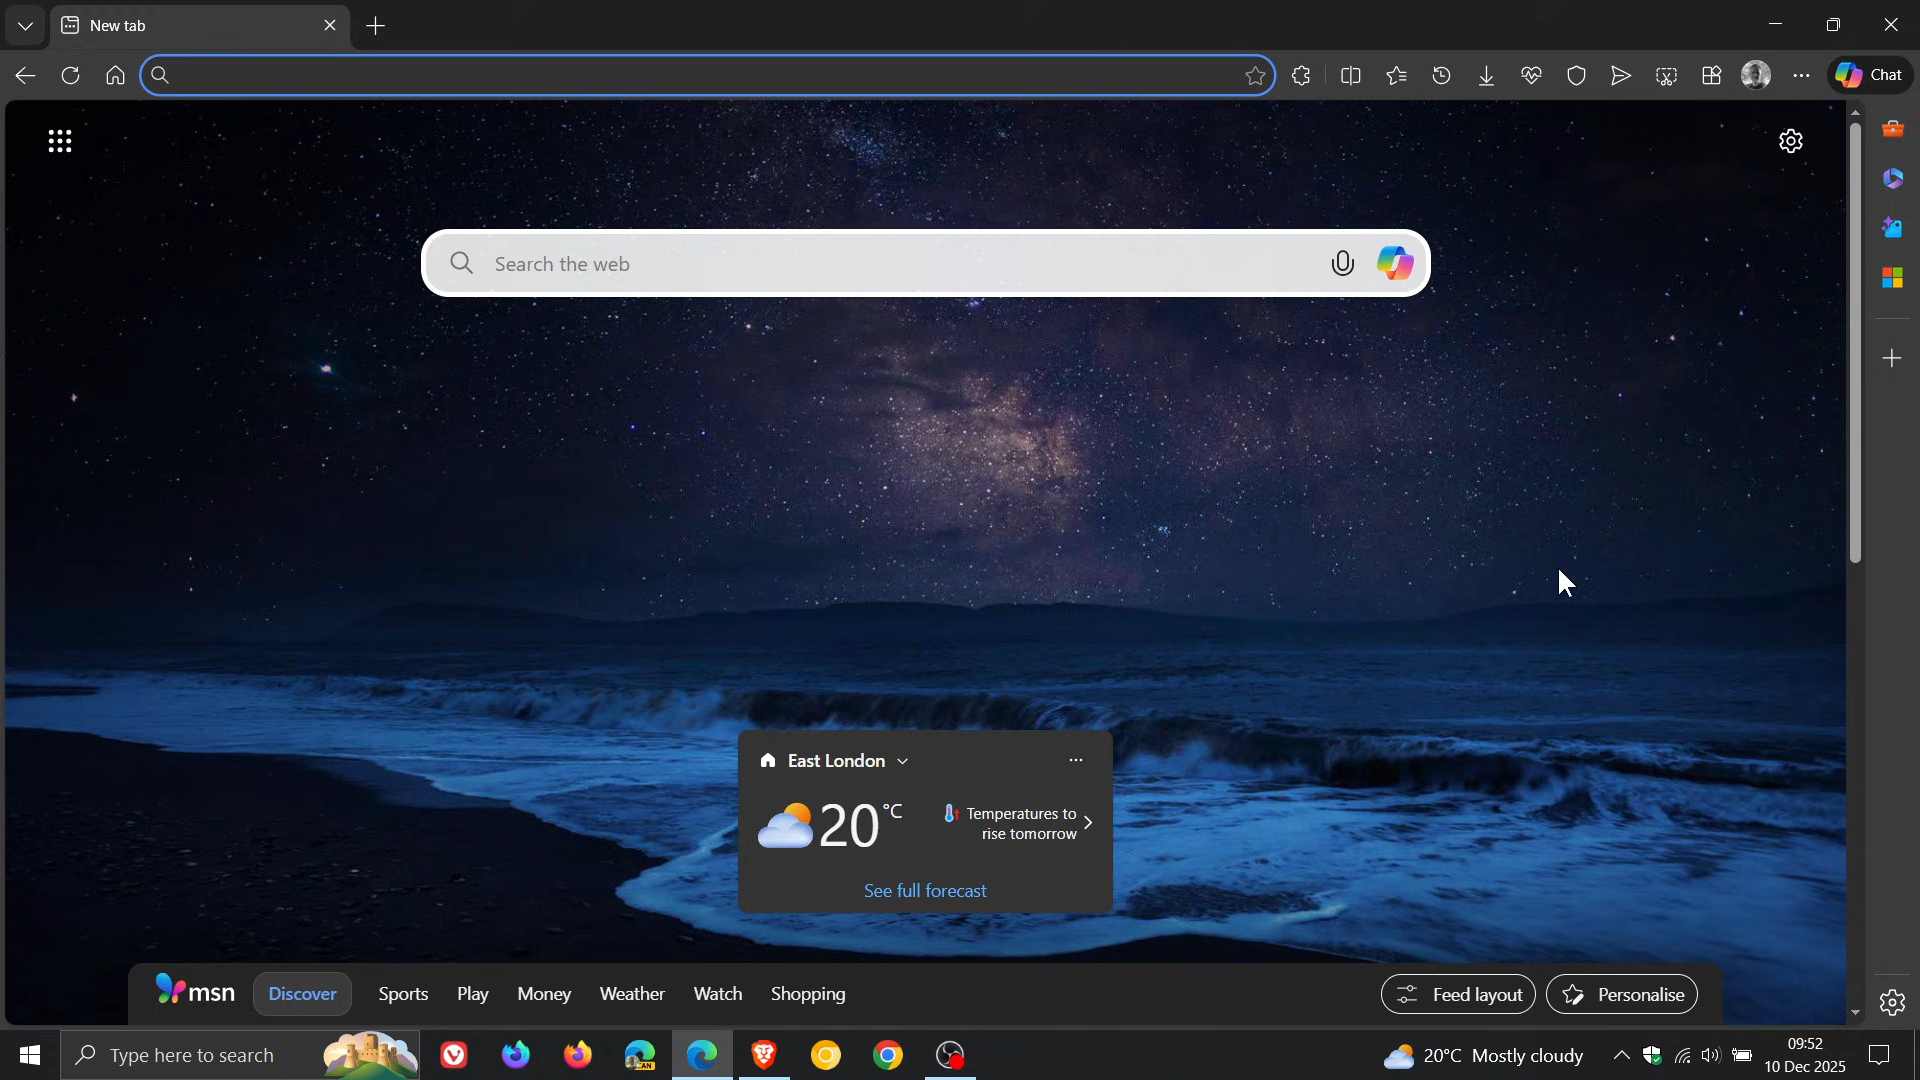 New tab
Chat
Search the web
East London
20°C
Temperatures to
rise tomorrow
See full forecast
msn
Discover
Sports
Play
Money
Weather
Watch
Shopping
Feed layout
Personalise
Type here to search
20°C Mostly cloudy
09:52
10 Dec 2025